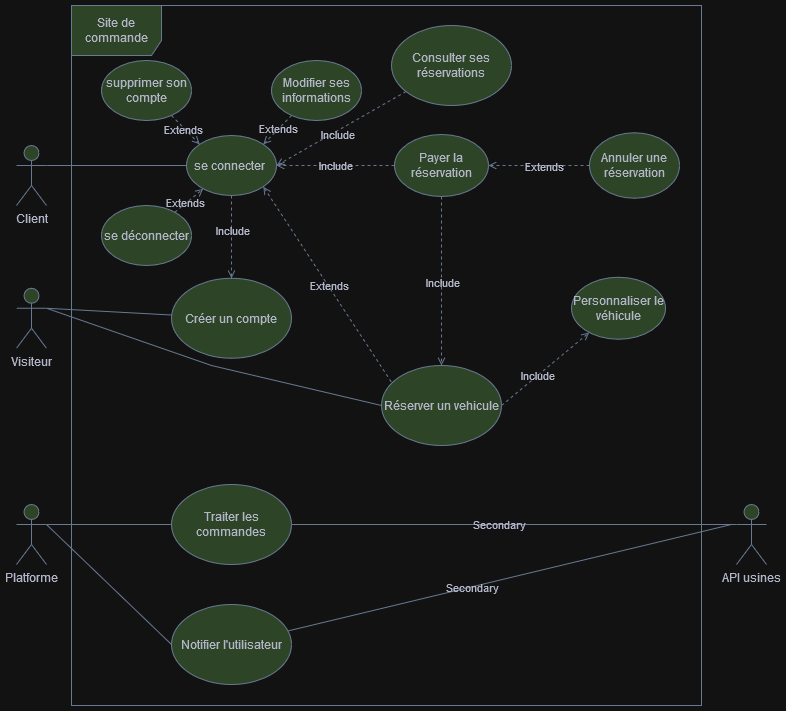 Site de
commande
supprimer son
compte
Modifier ses
informations
Consulter ses
réservations
Extends
Extends
Include
se connecter
Include
Payer la
réservation
Extends
Annuler une
réservation
Client
Extends
se déconnecter
Include
Extends
Include
Créer un compte
Personnaliser le
véhicule
Visiteur
Include
Réserver un vehicule
Traiter les
commandes
Secondary
Platforme
API usines
Secondary
Notifier l'utilisateur